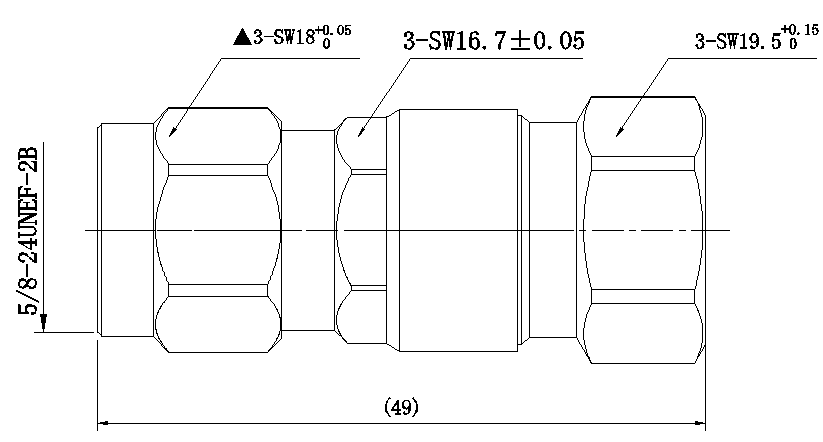 ▲3-SW18+0.05 0
3-SW16.7±0.05
3-SW19.5+0.15 0
5/8-24UNEF-2B
(49)